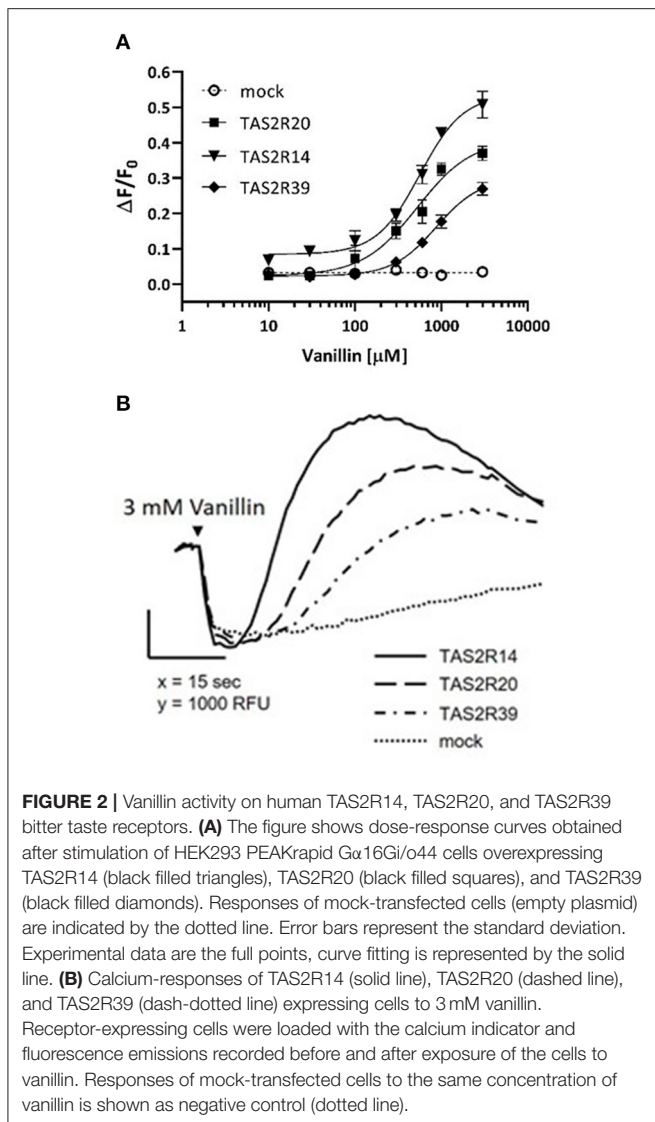 A
0.6
0.5
0.4
0.3
0.2
0.1
0.0
ΔF/F0
mock
TAS2R20
TAS2R14
TAS2R39
1 10 100 1000 10000
Vanillin [μM]
B
3 mM Vanillin
x = 15 sec
y = 1000 RFU
TAS2R14
TAS2R20
TAS2R39
mock
FIGURE 2 | Vanillin activity on human TAS2R14, TAS2R20, and TAS2R39
bitter taste receptors. (A) The figure shows dose-response curves obtained
after stimulation of HEK293 PEAKrapid Gα16Gi/o44 cells overexpressing
TAS2R14 (black filled triangles), TAS2R20 (black filled squares), and TAS2R39
(black filled diamonds). Responses of mock-transfected cells (empty plasmid)
are indicated by the dotted line. Error bars represent the standard deviation.
Experimental data are the full points, curve fitting is represented by the solid
line. (B) Calcium-responses of TAS2R14 (solid line), TAS2R20 (dashed line),
and TAS2R39 (dash-dotted line) expressing cells to 3 mM vanillin.
Receptor-expressing cells were loaded with the calcium indicator and
fluorescence emissions recorded before and after exposure of the cells to
vanillin. Responses of mock-transfected cells to the same concentration of
vanillin is shown as negative control (dotted line).